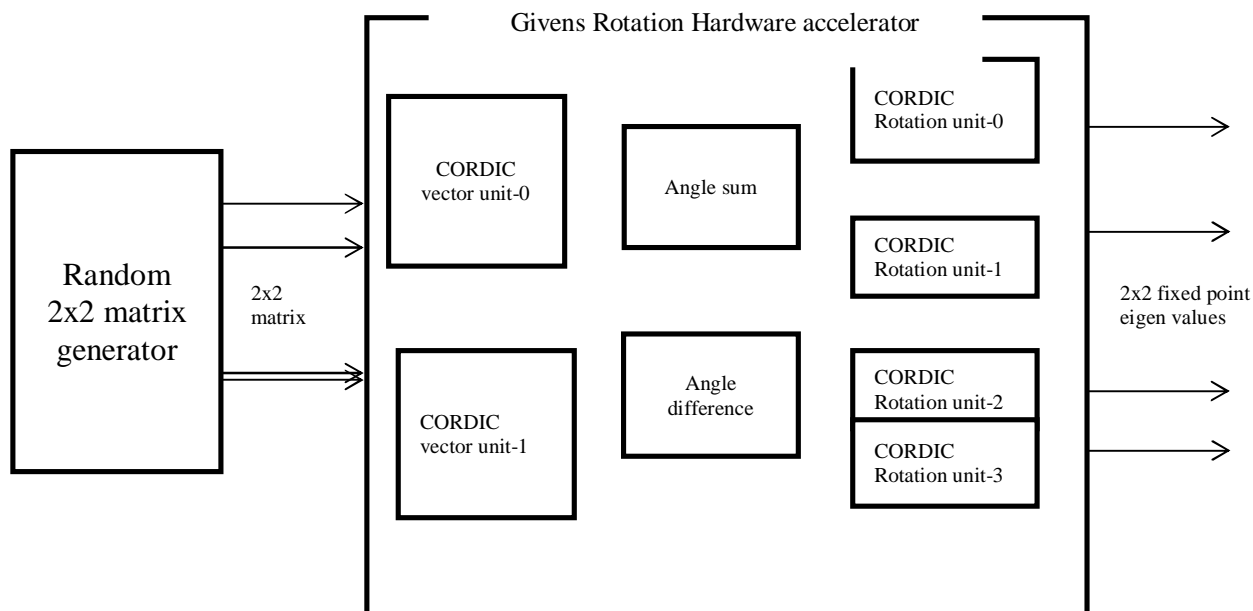 Givens Rotation Hardware accelerator
Random
2x2 matrix
generator
2x2
matrix
CORDIC
vector unit-0
CORDIC
vector unit-1
Angle sum
Angle
difference
CORDIC
Rotation unit-0
CORDIC
Rotation unit-1
CORDIC
Rotation unit-2
CORDIC
Rotation unit-3
2x2 fixed point
eigen values